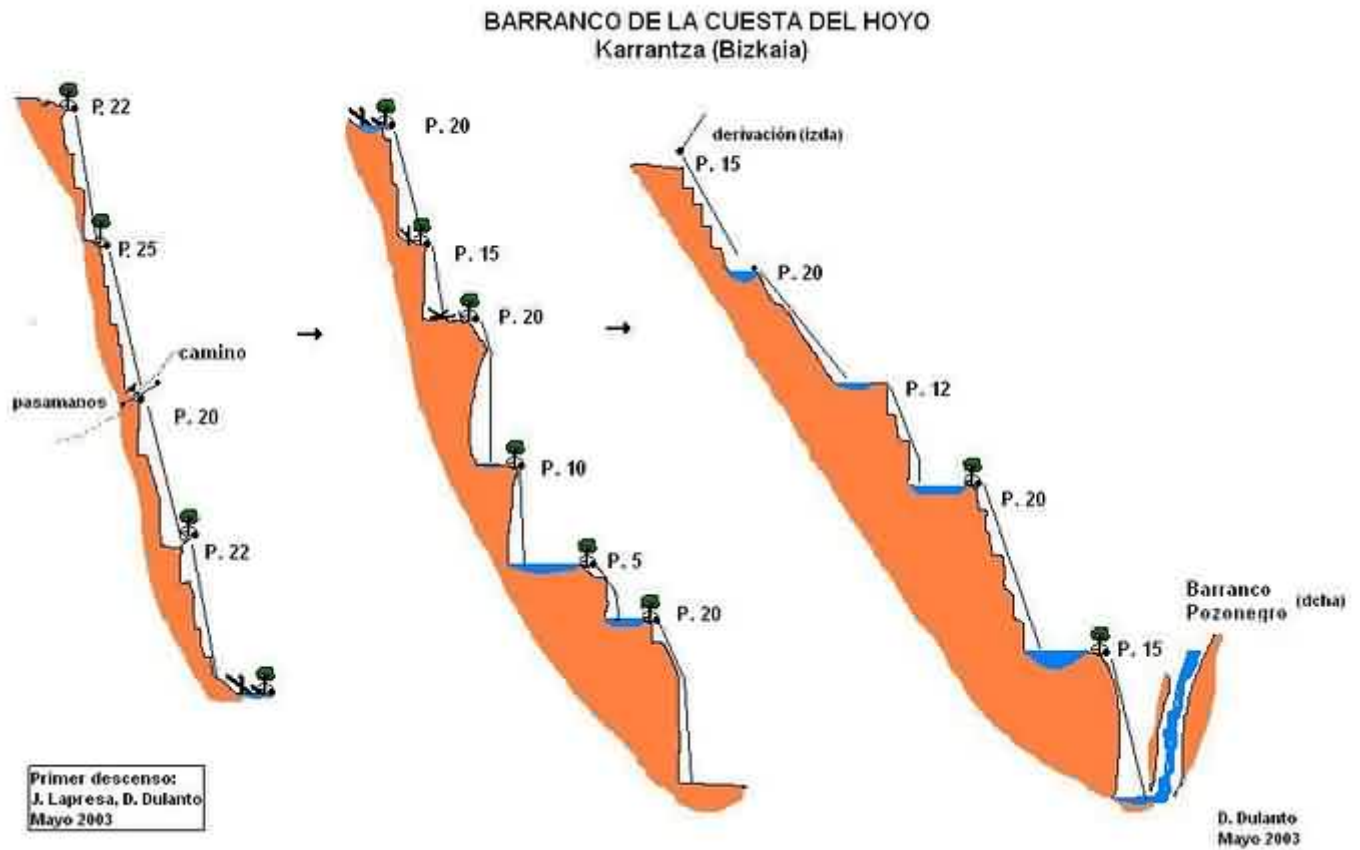 BARRANCO DE LA CUESTA DEL HOYO
Karrantza (Bizkaia)
P. 22
P. 25
camino
pasamanos
P. 20
P. 22
P. 20
P. 15
P. 20
P. 10
P. 5
P. 20
derivación (izda)
P. 15
P. 20
P. 12
P. 20
P. 15
Barranco
Pozonegro (dcha)
Primer descenso:
J. Lapresa, D. Dulanto
Mayo 2003
D. Dulanto
Mayo 2003